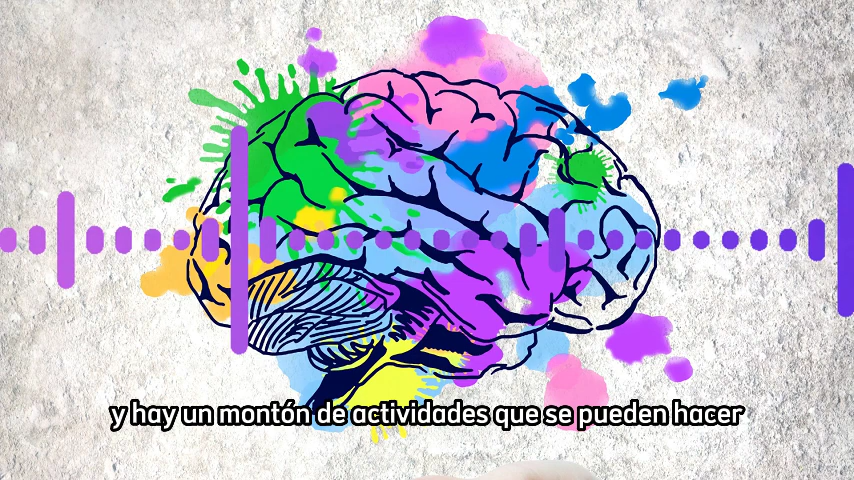 y hay un montón de actividades que se pueden hacer